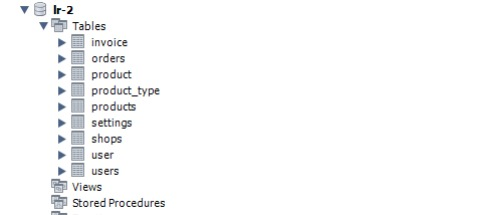 lr-2
Tables
invoice
orders
product
product_type
products
settings
shops
user
users
Views
Stored Procedures